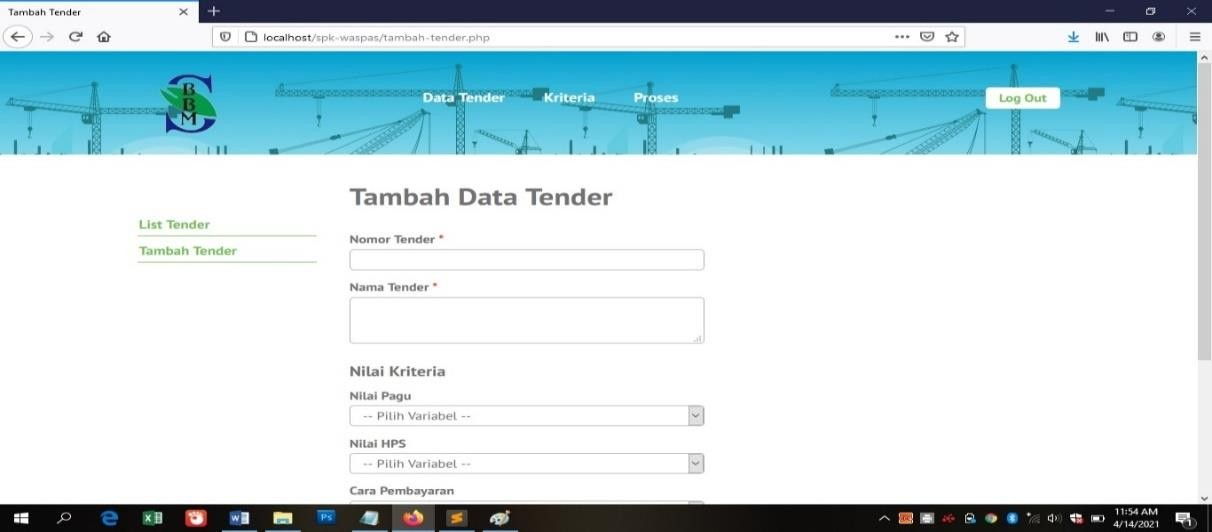 Tambah Tender
localhost/spk-waspas/tambah-tender.php
B
B
M
Data Tender Kriteria Proses Log Out
Tambah Data Tender
List Tender
Tambah Tender
Nomor Tender *
Nama Tender *
Nilai Kriteria
Nilai Pagu
-- Pilih Variabel --
Nilai HPS
-- Pilih Variabel --
Cara Pembayaran
11:54 AM
4/14/2021